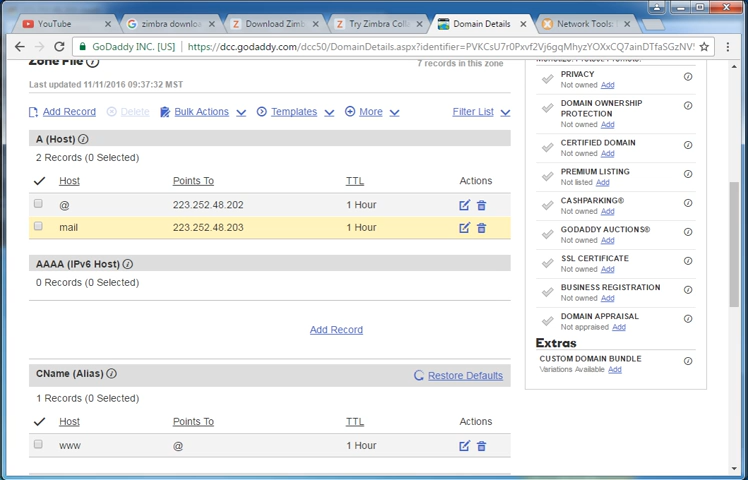 YouTube
zimbra downlo
Download Zimb
Try Zimbra Colla
Domain Details
Network Tools:
GoDaddy INC. [US]
https://dcc.godaddy.com/dcc50/DomainDetails.aspx?identifier=
Zone File
7 records in this zone
Last updated 11/11/2016 09:37:32 MST
Add Record
Delete
Bulk Actions
Templates
More
Filter List
A (Host)
2 Records (0 Selected)
Host
Points To
TTL
Actions
@
223.252.48.202
1 Hour
mail
223.252.48.203
1 Hour
AAAA (IPv6 Host)
0 Records (0 Selected)
Add Record
CName (Alias)
Restore Defaults
1 Records (0 Selected)
Host
Points To
TTL
Actions
www
@
1 Hour
PRIVACY
Not owned Add
DOMAIN OWNERSHIP
PROTECTION
Not owned Add
CERTIFIED DOMAIN
Not owned Add
PREMIUM LISTING
Not listed Add
CASHPARKING®
Not owned Add
GODADDY AUCTIONS®
Not owned Add
SSL CERTIFICATE
Not owned Add
BUSINESS REGISTRATION
Not owned Add
DOMAIN APPRAISAL
Not appraised Add
Extras
CUSTOM DOMAIN BUNDLE
Variations Available Add